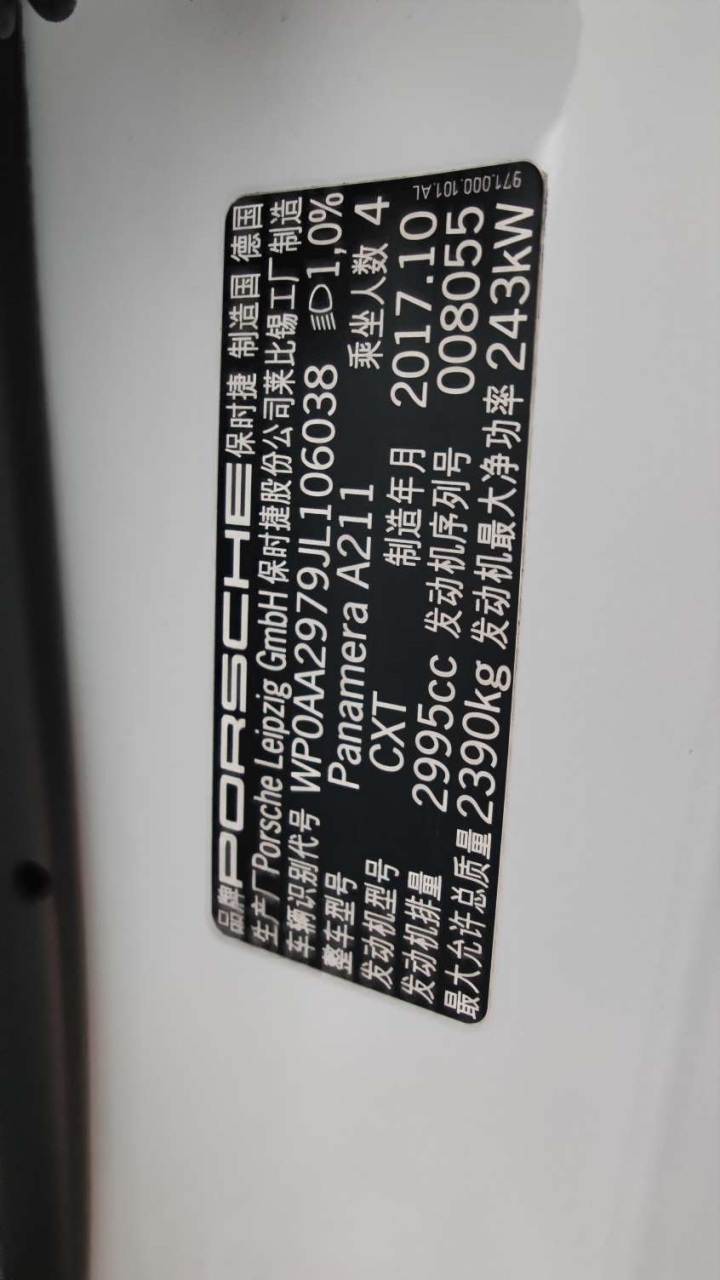 品牌 PORSCHE 保时捷 制造国 德国
生产厂 Porsche Leipzig GmbH 保时捷股份公司莱比锡工厂制造
车辆识别代号 WP0AA2979JL106038 1,0%
整车型号 Panamera A211 乘坐人数 4
发动机型号 CXT 制造年月 2017.10
发动机排量 2995cc 发动机序列号 008055
最大允许总质量 2390kg 发动机最大净功率 243kW
971.000.101.AL